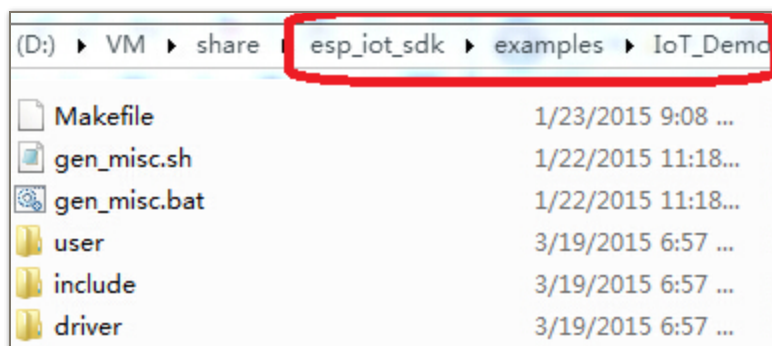 (D:) ▸ VM ▸ share ▸ esp_iot_sdk ▸ examples ▸ IoT_Demo
Makefile 1/23/2015 9:08 ...
gen_misc.sh 1/22/2015 11:18...
gen_misc.bat 1/22/2015 11:18...
user 3/19/2015 6:57 ...
include 3/19/2015 6:57 ...
driver 3/19/2015 6:57 ...